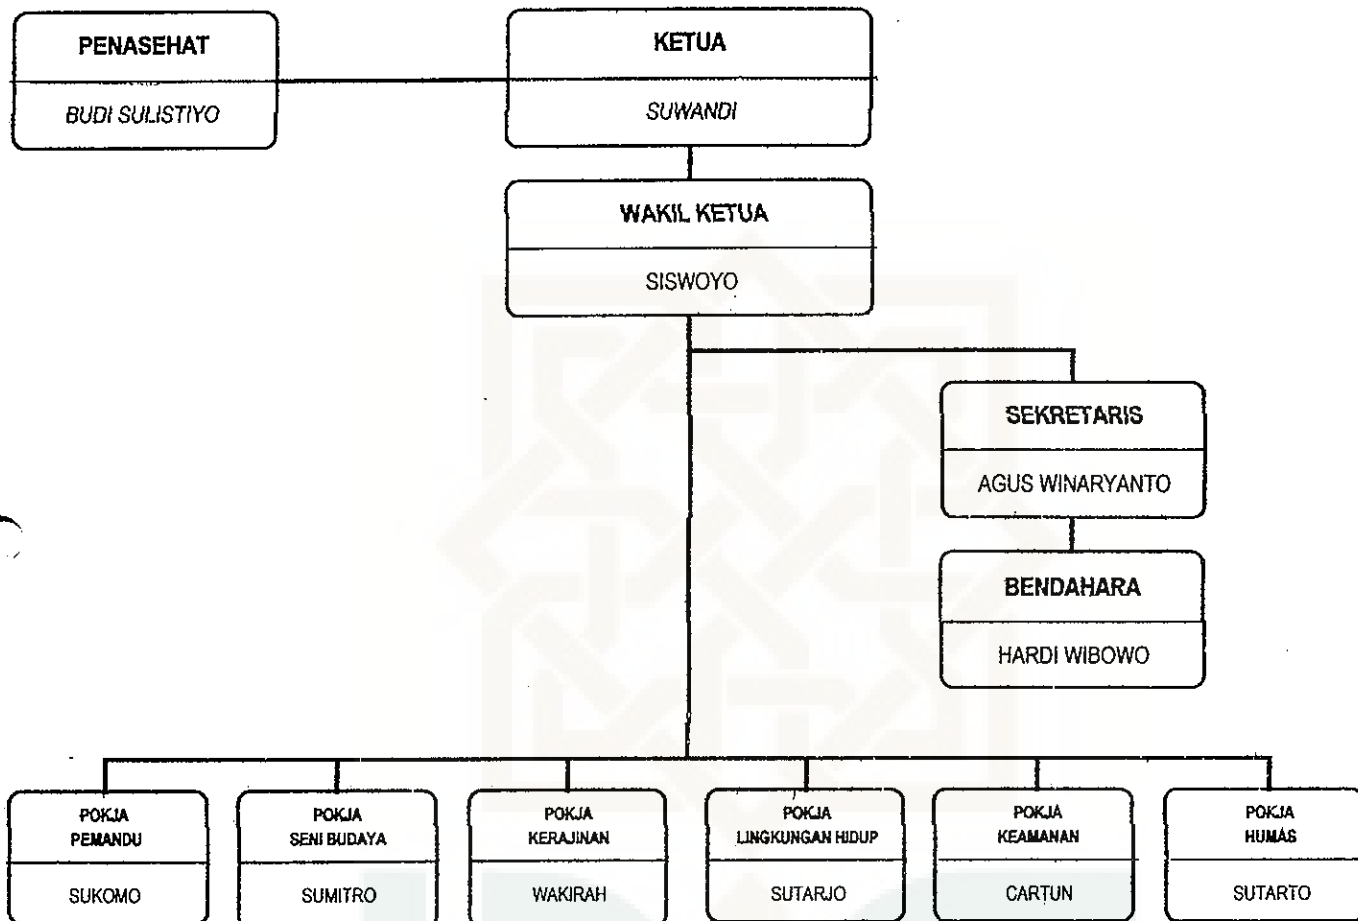 PENASEHAT
BUDI SULISTIYO
KETUA
SUWANDI
WAKIL KETUA
SISWOYO
SEKRETARIS
AGUS WINARYANTO
BENDAHARA
HARDI WIBOWO
POKJA
PEMANDU
SUKOMO
POKJA
SENI BUDAYA
SUMITRO
POKJA
KERAJINAN
WAKIRAH
POKJA
LINGKUNGAN HIDUP
SUTARJO
POKJA
KEAMANAN
CARTUN
POKJA
HUMAS
SUTARTO